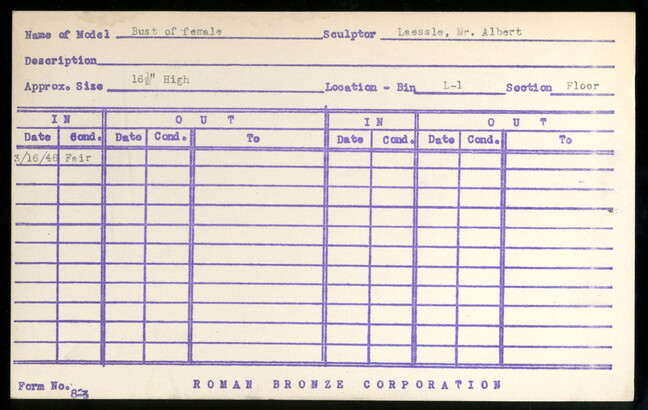 Name of Model Bust of female Sculptor Laessle, Mr. Albert
Description
Approx. Size 16½" High Location - Bin L-1 Section Floor
IN OUT IN OUT
Date Cond. Date Cond. To Date Cond. Date Cond. To
3/16/46 Fair
Form No. 8-3 ROMAN BRONZE CORPORATION